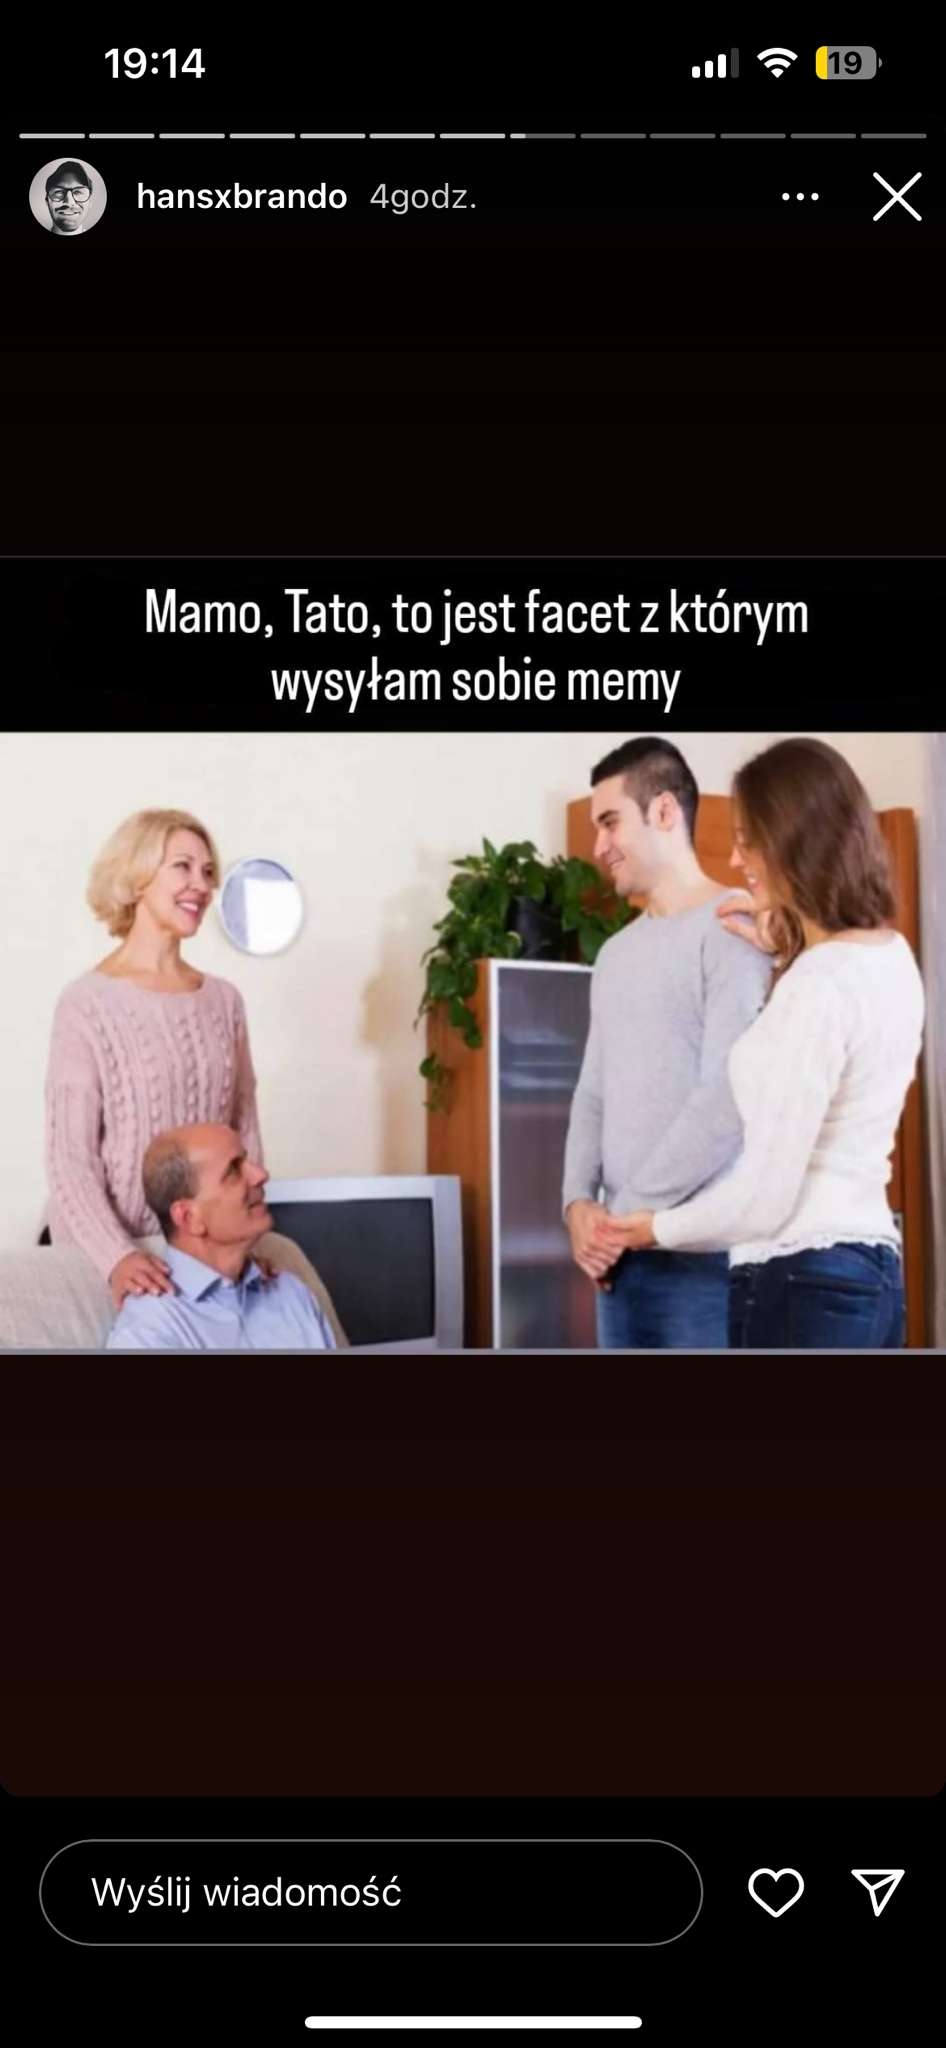 19:14
19
hansxbrando 4godz.
Mamo, Tato, to jest facet z którym
wysyłam sobie memy
Wyślij wiadomość